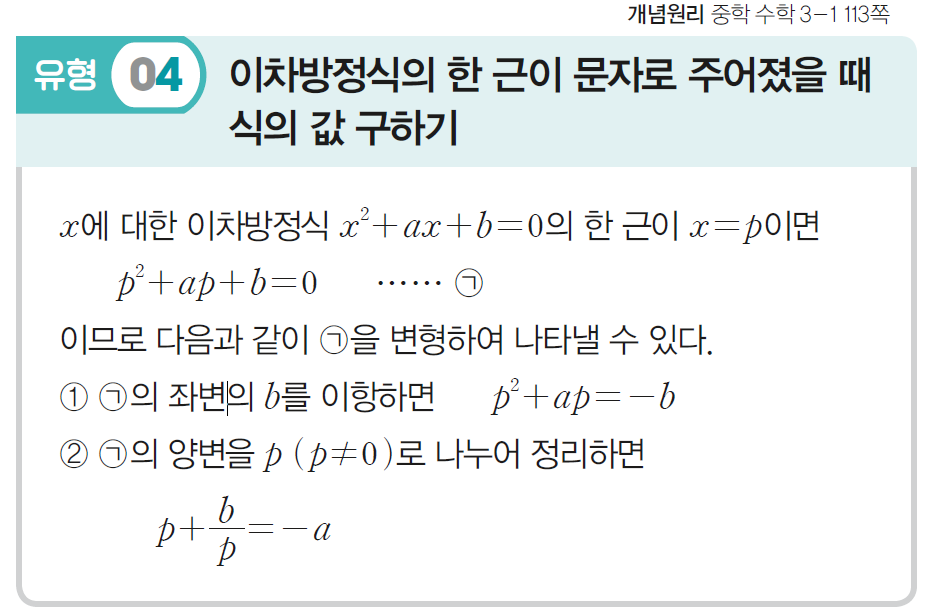 개념원리 중학 수학 3-1 113쪽
유형 04 이차방정식의 한 근이 문자로 주어졌을 때
식의 값 구하기
x에 대한 이차방정식 x²+ax+b=0의 한 근이 x=p이면
p²+ap+b=0 …… ㉠
이므로 다음과 같이 ㉠을 변형하여 나타낼 수 있다.
① ㉠의 좌변의 b를 이항하면 p²+ap=-b
② ㉠의 양변을 p (p≠0)로 나누어 정리하면
p+b/p=-a